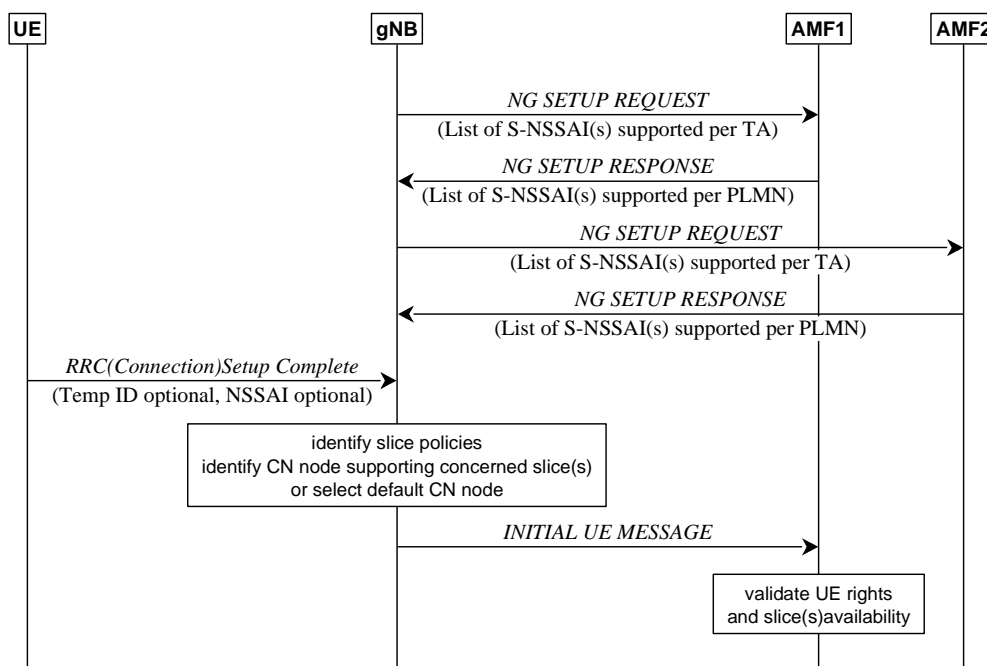 UE
gNB
AMF1
AMF2
NG SETUP REQUEST
(List of S-NSSAI(s) supported per TA)
NG SETUP RESPONSE
(List of S-NSSAI(s) supported per PLMN)
NG SETUP REQUEST
(List of S-NSSAI(s) supported per TA)
NG SETUP RESPONSE
(List of S-NSSAI(s) supported per PLMN)
RRC(Connection)Setup Complete
(Temp ID optional, NSSAI optional)
identify slice policies
identify CN node supporting concerned slice(s)
or select default CN node
INITIAL UE MESSAGE
validate UE rights
and slice(s)availability